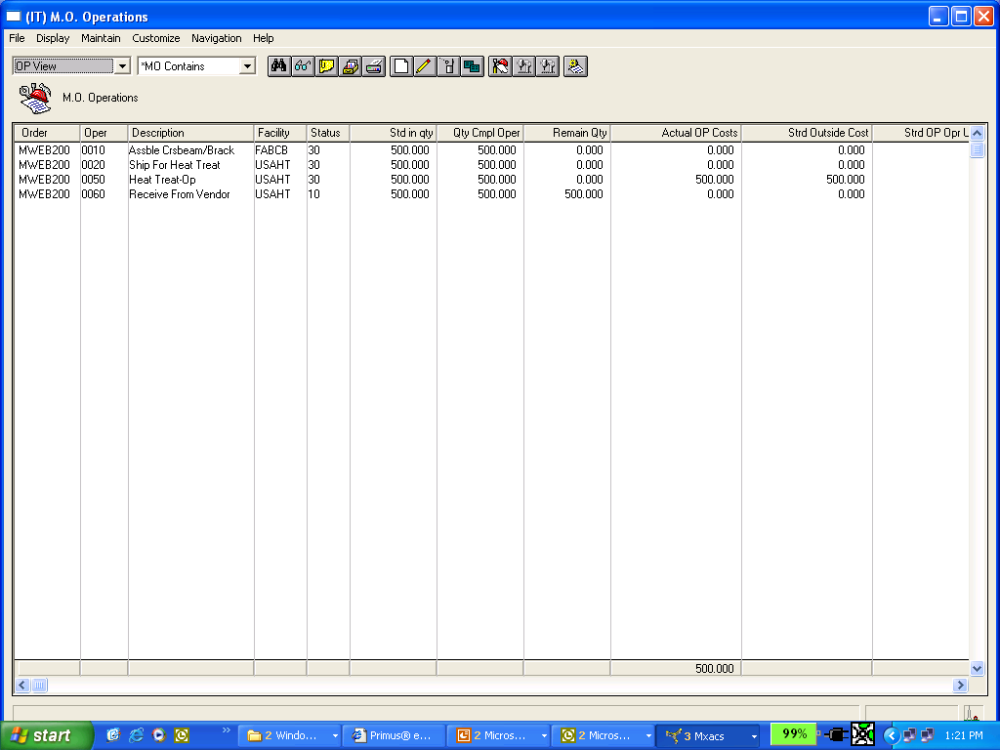 (IT) M.O. Operations
File Display Maintain Customize Navigation Help
OP View *MO Contains
M.O. Operations
Order Oper Description Facility Status Std in qty Qty Cmpl Oper Remain Qty Actual OP Costs Strd Outside Cost Strd OP Opr U
MWEB200 0010 Assble Crsbeam/Brack FABCB 30 500.000 500.000 0.000 0.000 0.000
MWEB200 0020 Ship For Heat Treat USAHT 30 500.000 500.000 0.000 0.000 0.000
MWEB200 0050 Heat Treat-Op USAHT 30 500.000 500.000 0.000 500.000 500.000
MWEB200 0060 Receive From Vendor USAHT 10 500.000 500.000 500.000 0.000 0.000
500.000
start 2 Windo... Primus® e... 2 Micros... 2 Micros... 3 Mxacs 99% 1:21 PM